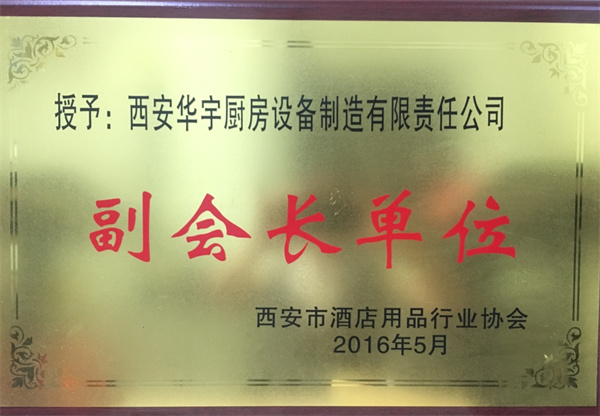 授予：西安华宇厨房设备制造有限责任公司
副会长单位
西安市酒店用品行业协会
2016年5月